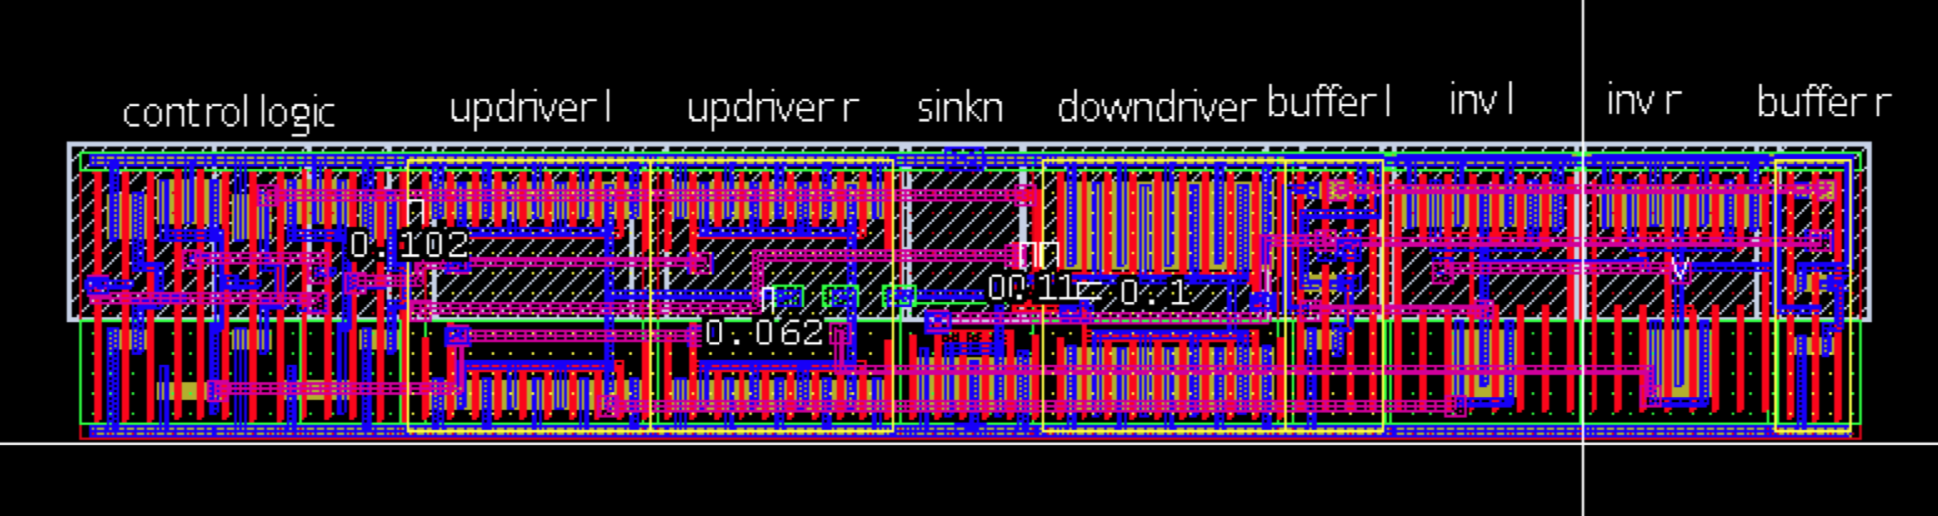 control logic updriver l updriver r sinkn downdriver buffer l inv l inv r buffer r
0.102
0.1
0.062